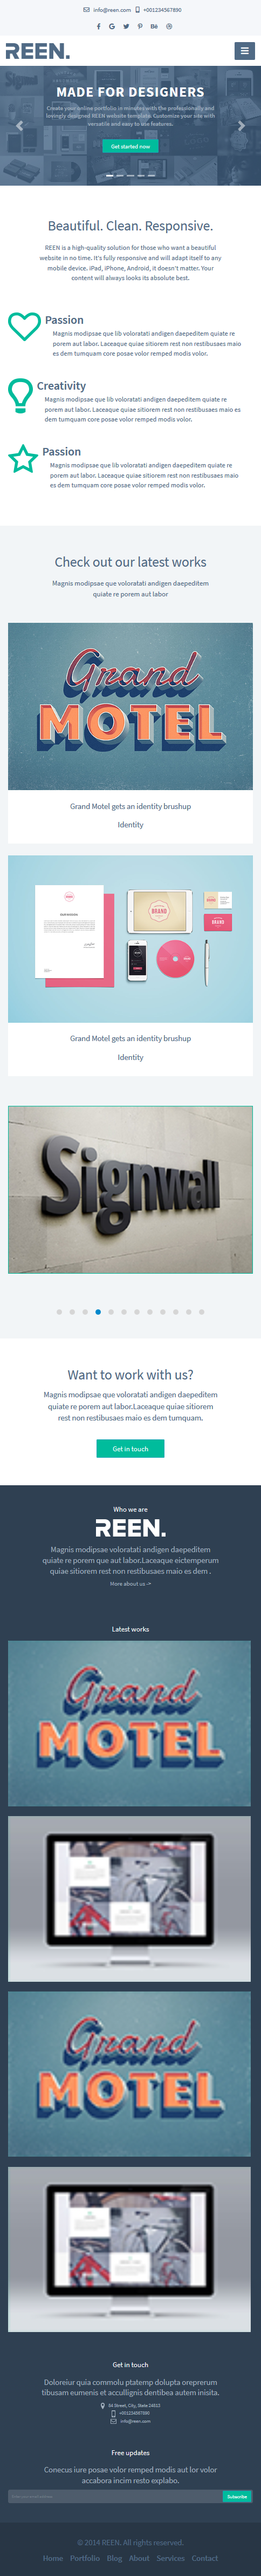 info@reen.com +001234567890
Bē
REEN.
MADE FOR DESIGNERS
Create your online portfolio in minutes with the professionally and
lovingly designed REEN website template. Customise your site with
versatile and easy to use features.
Get started now
Beautiful. Clean. Responsive.
REEN is a high-quality solution for those who want a beautiful
website in no time. It's fully responsive and will adapt itself to any
mobile device. iPad, iPhone, Android, it doesn't matter. Your
content will always looks its absolute best.
Passion
Magnis modipsae que lib voloratati andigen daepeditem quiate re
porem aut labor. Laceaque quiae sitiorem rest non restibusaes maio
es dem tumquam core posae volor remped modis volor.
Creativity
Magnis modipsae que lib voloratati andigen daepeditem quiate re
porem aut labor. Laceaque quiae sitiorem rest non restibusaes maio es
dem tumquam core posae volor remped modis volor.
Passion
Magnis modipsae que lib voloratati andigen daepeditem quiate re
porem aut labor. Laceaque quiae sitiorem rest non restibusaes maio
es dem tumquam core posae volor remped modis volor.
Check out our latest works
Magnis modipsae que voloratati andigen daepeditem
quiate re porem aut labor
Grand
MOTEL
Grand Motel gets an identity brushup
Identity
BRAND
Grand Motel gets an identity brushup
Identity
Signwall
Want to work with us?
Magnis modipsae que voloratati andigen daepeditem
quiate re porem aut labor.Laceaque quiae sitiorem
rest non restibusaes maio es dem tumquam.
Get in touch
Who we are
REEN.
Magnis modipsae voloratati andigen daepeditem
quiate re porem que aut labor.Laceaque eictemperum
quiae sitiorem rest non restibusaes maio es dem .
More about us ->
Latest works
Grand
MOTEL
Grand
MOTEL
Get in touch
Doloreiur quia commolu ptatemp dolupta oreprerum
tibusam eumenis et accullignis dentibea autem inisita.
84 Street, City, State 24813
+001234567890
info@reen.com
Free updates
Conecus iure posae volor remped modis aut lor volor
accabora incim resto explabo.
Subscribe
© 2014 REEN. All rights reserved.
Home Portfolio Blog About Services Contact